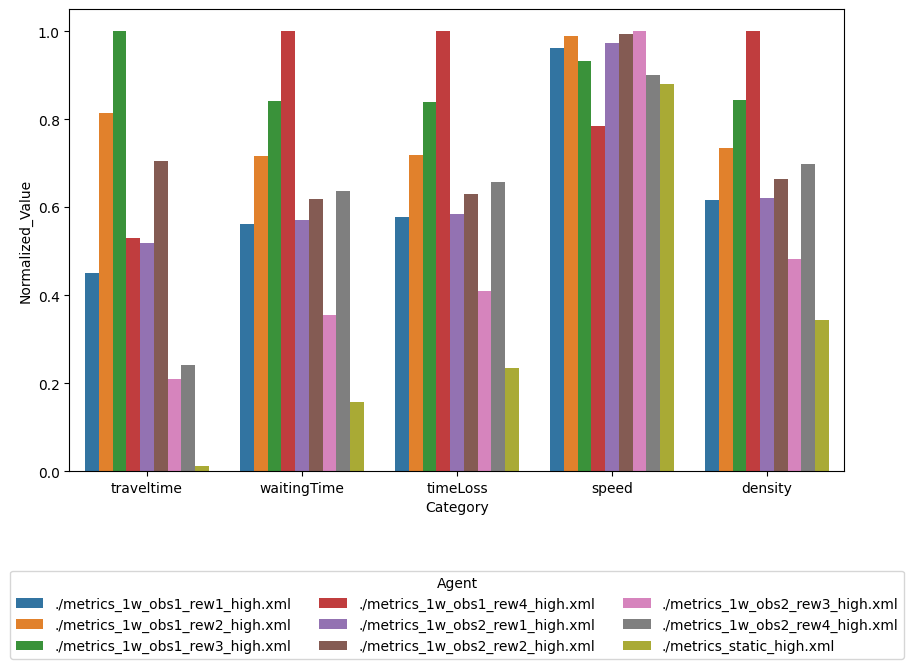 1.0
0.8
0.6
0.4
0.2
0.0
Normalized_Value
traveltime waitingTime timeLoss speed density
Category
Agent
./metrics_1w_obs1_rew1_high.xml ./metrics_1w_obs1_rew4_high.xml ./metrics_1w_obs2_rew3_high.xml
./metrics_1w_obs1_rew2_high.xml ./metrics_1w_obs2_rew1_high.xml ./metrics_1w_obs2_rew4_high.xml
./metrics_1w_obs1_rew3_high.xml ./metrics_1w_obs2_rew2_high.xml ./metrics_static_high.xml